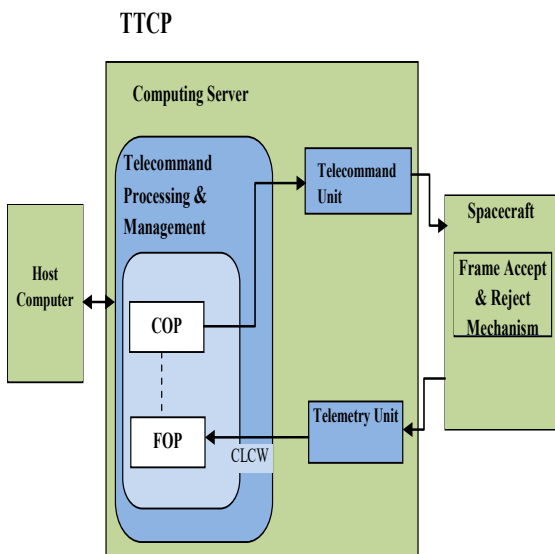 TTCP
Computing Server
Telecommand
Processing &
Management
Telecommand
Unit
Spacecraft
Frame Accept
& Reject
Mechanism
Host
Computer
COP
FOP
CLCW
Telemetry Unit